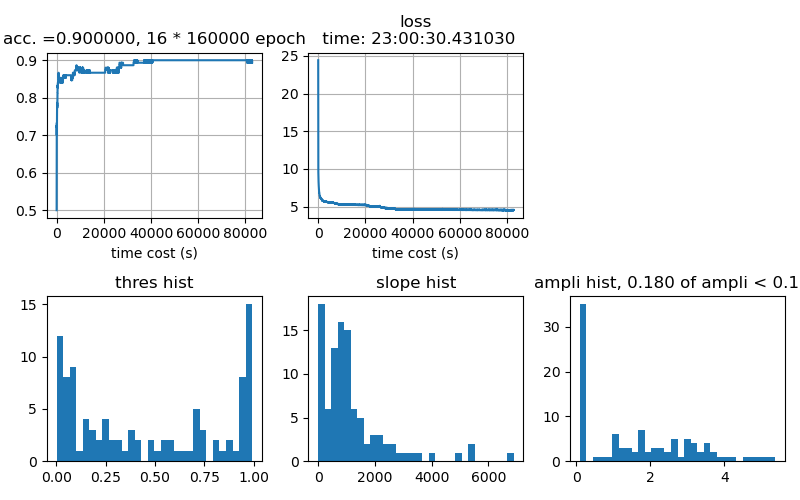 loss
acc. =0.900000, 16 * 160000 epoch time: 23:00:30.431030
0.9
0.8
0.7
0.6
0.5
0 20000 40000 60000 80000
time cost (s)
25
20
15
10
5
0 20000 40000 60000 80000
time cost (s)
thres hist
15
10
5
0
0.00 0.25 0.50 0.75 1.00
slope hist
15
10
5
0
0 2000 4000 6000
ampli hist, 0.180 of ampli < 0.1
30
20
10
0
0 2 4